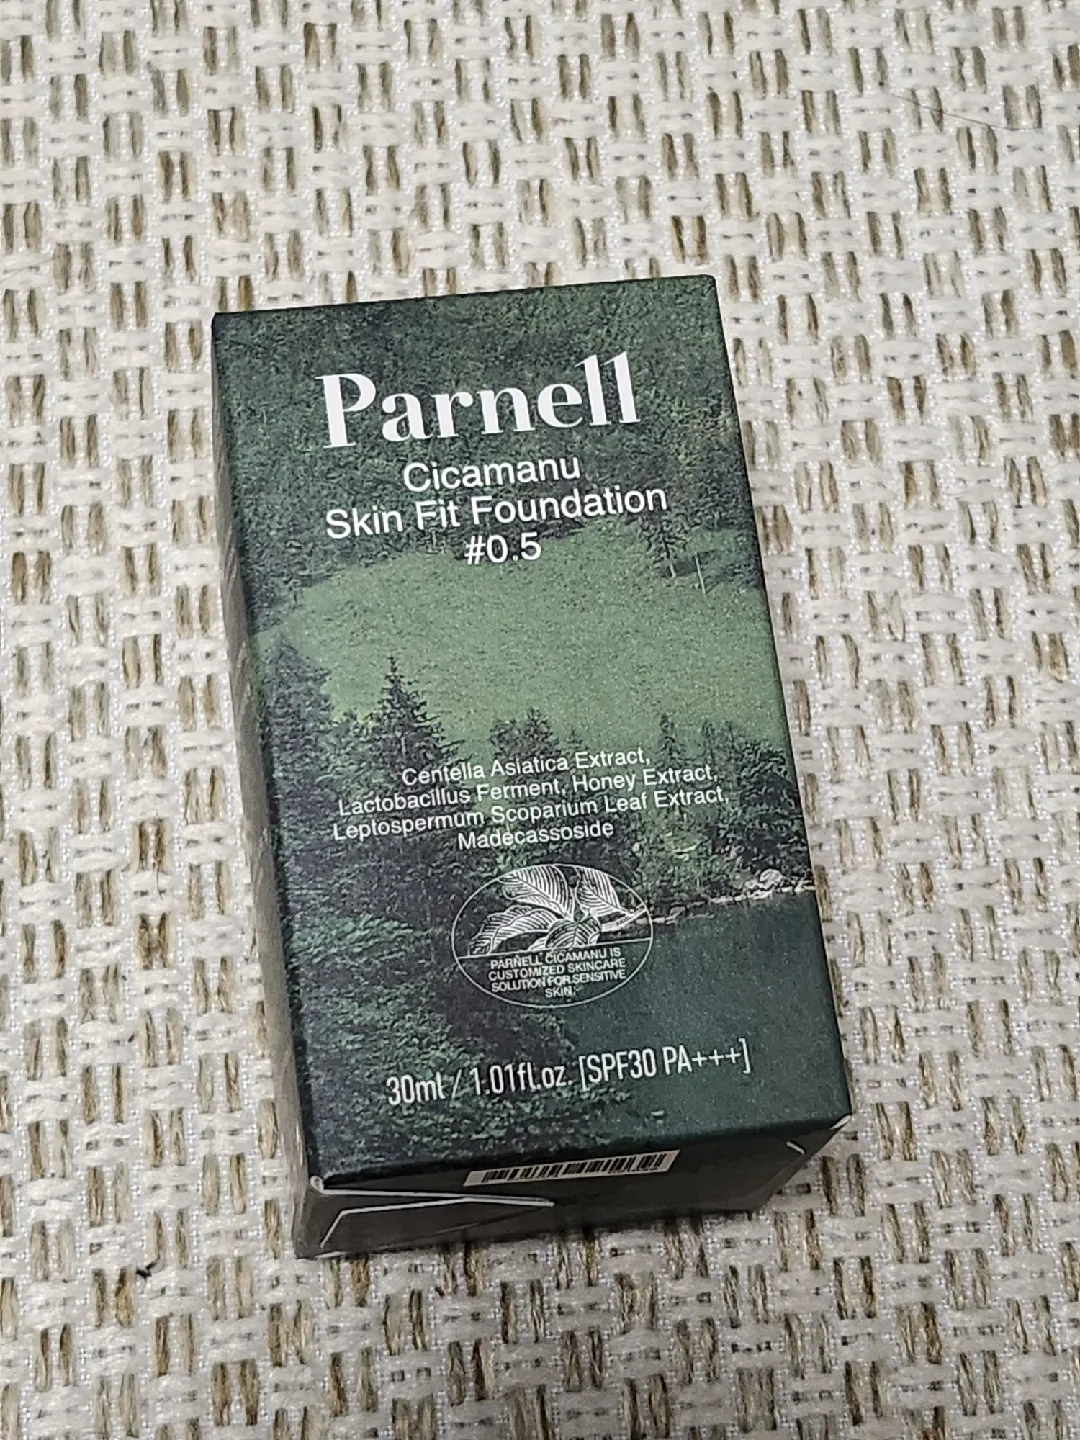 Parnell
Cicamanu
Skin Fit Foundation
#0.5
Centella Asiatica Extract,
Lactobacillus Ferment, Honey Extract,
Leptospermum Scoparium Leaf Extract,
Madecassoside
PARNELL CICAMANU IS
CUSTOMIZED SKINCARE
SOLUTION FOR SENSITIVE
SKIN.
30ml / 1.01fl.oz. [SPF30 PA+++]